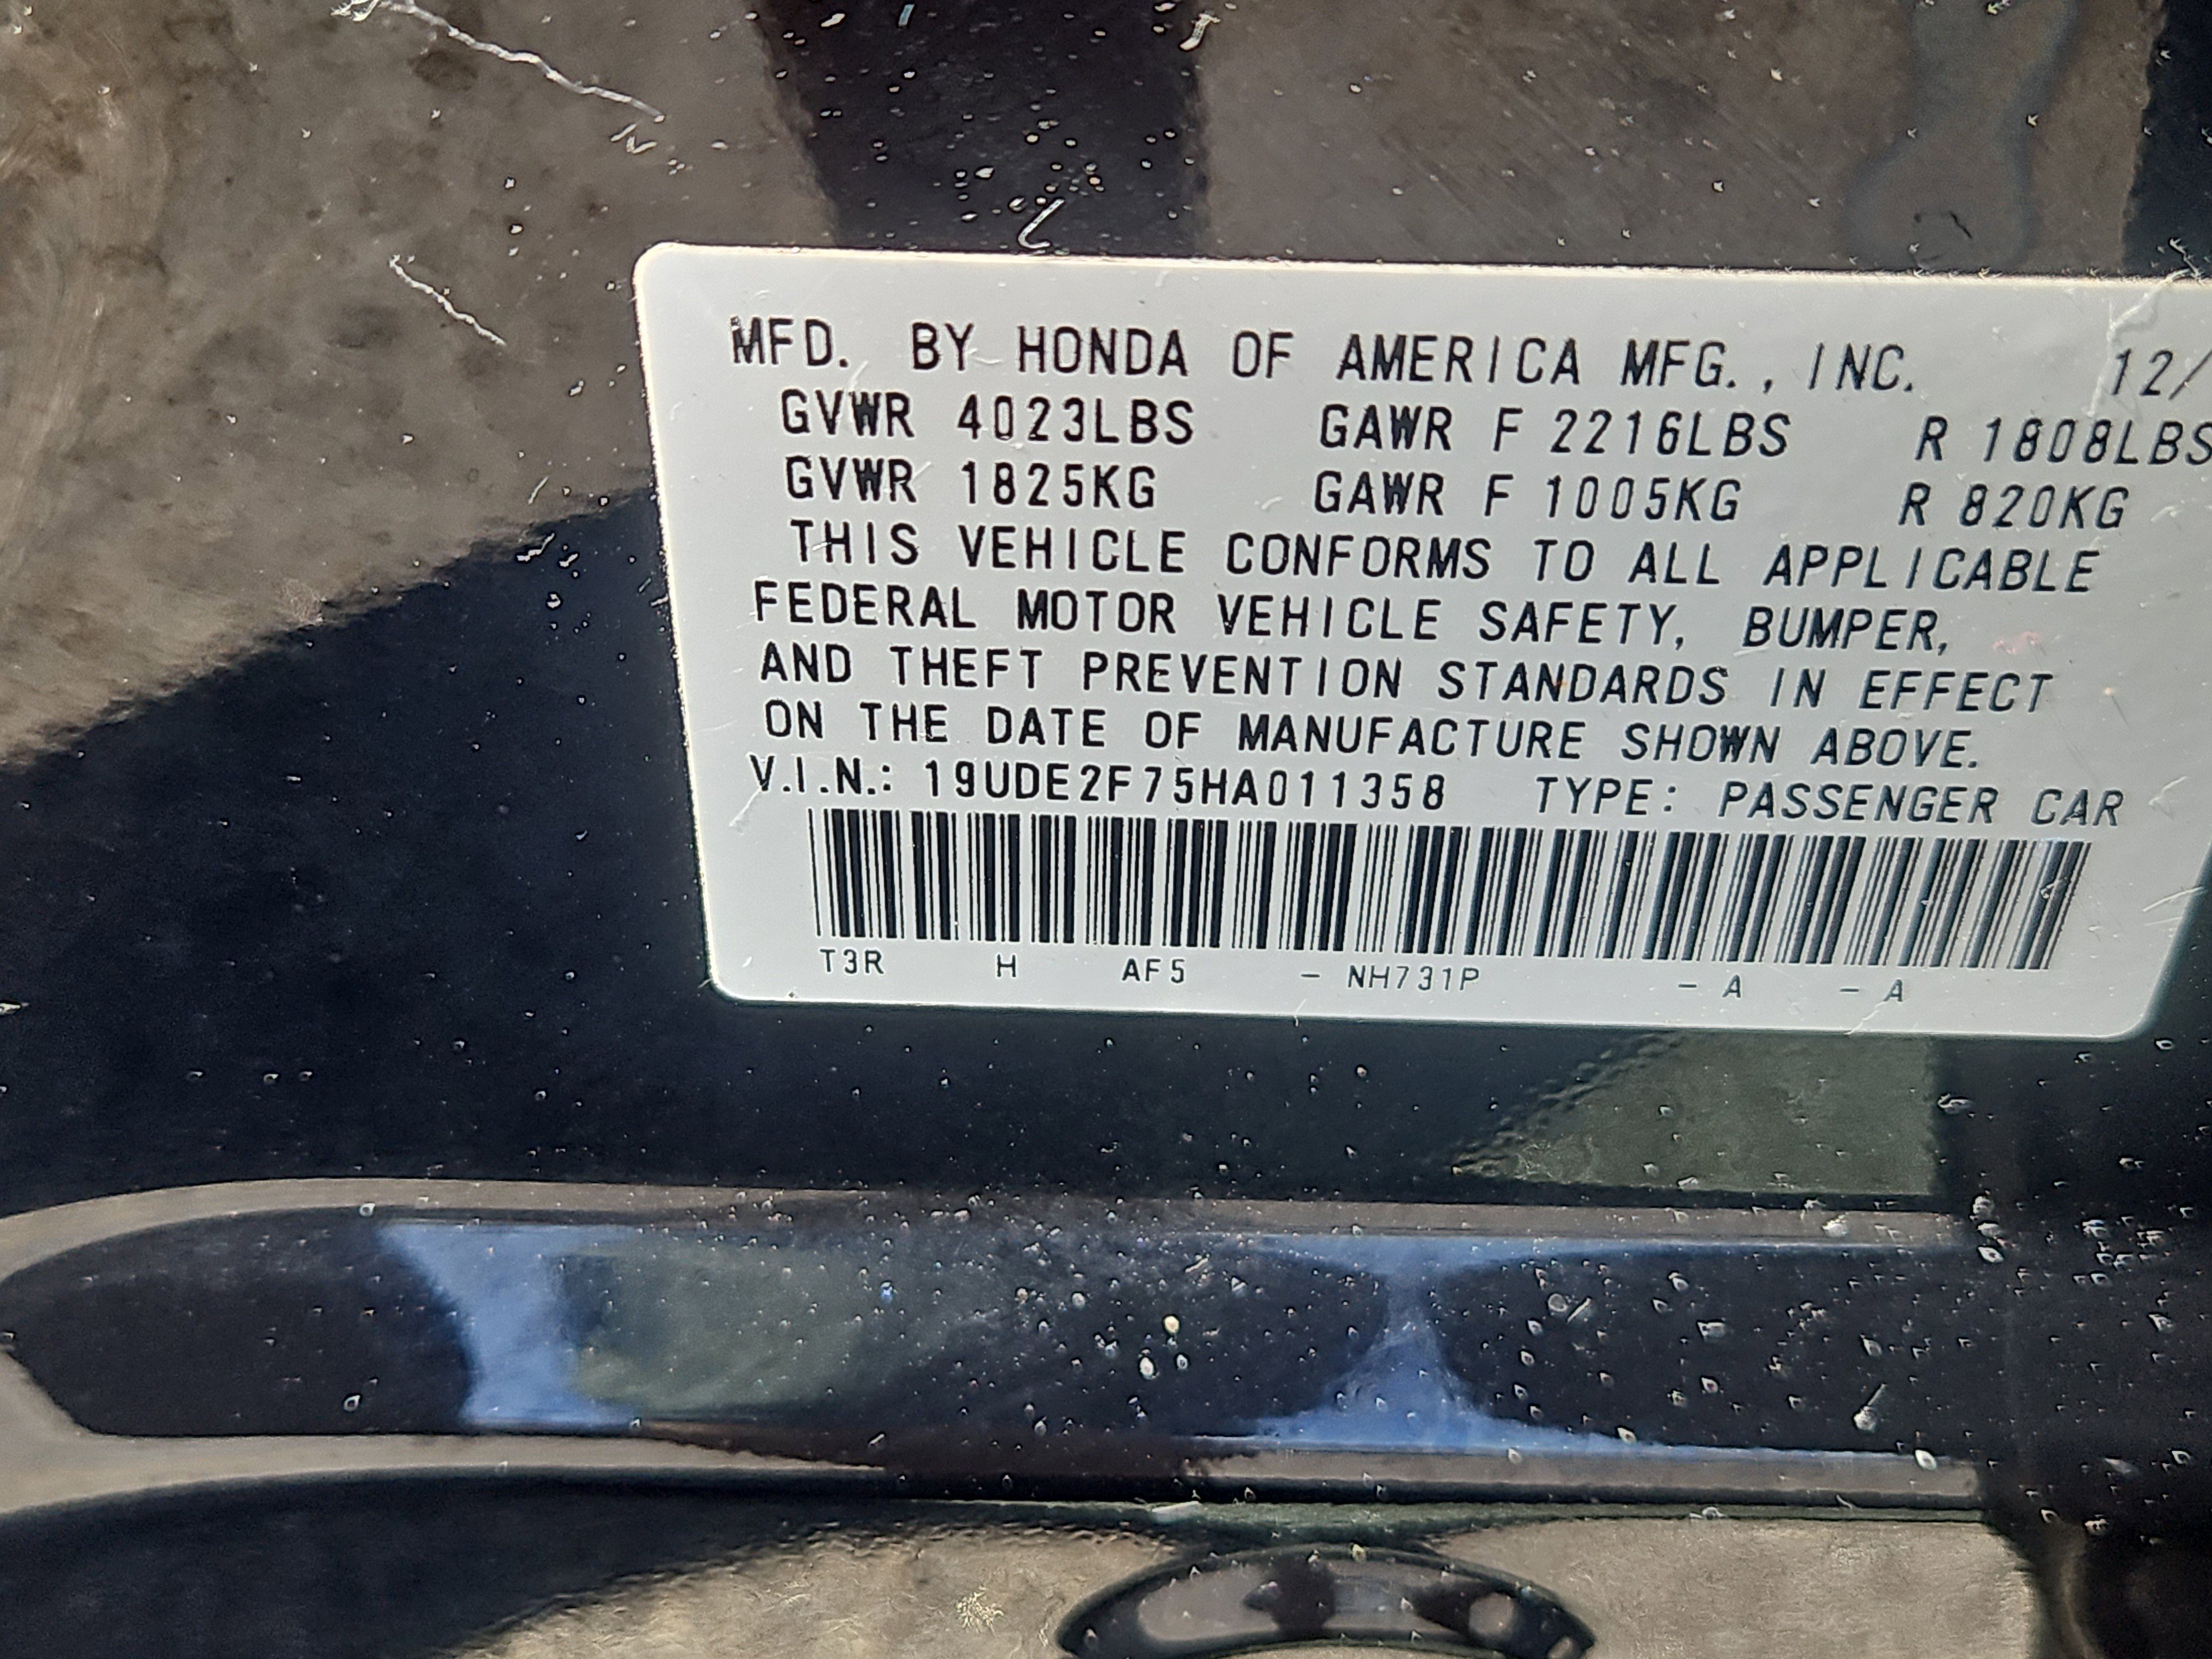 MFD. BY HONDA OF AMERICA MFG., INC. 12/
GVWR 4023LBS GAWR F 2216LBS R 1808LBS
GVWR 1825KG GAWR F 1005KG R 820KG
THIS VEHICLE CONFORMS TO ALL APPLICABLE
FEDERAL MOTOR VEHICLE SAFETY, BUMPER,
AND THEFT PREVENTION STANDARDS IN EFFECT
ON THE DATE OF MANUFACTURE SHOWN ABOVE.
V.I.N.: 19UDE2F75HA011358 TYPE: PASSENGER CAR
T3R H AF5 - NH731P - A - A